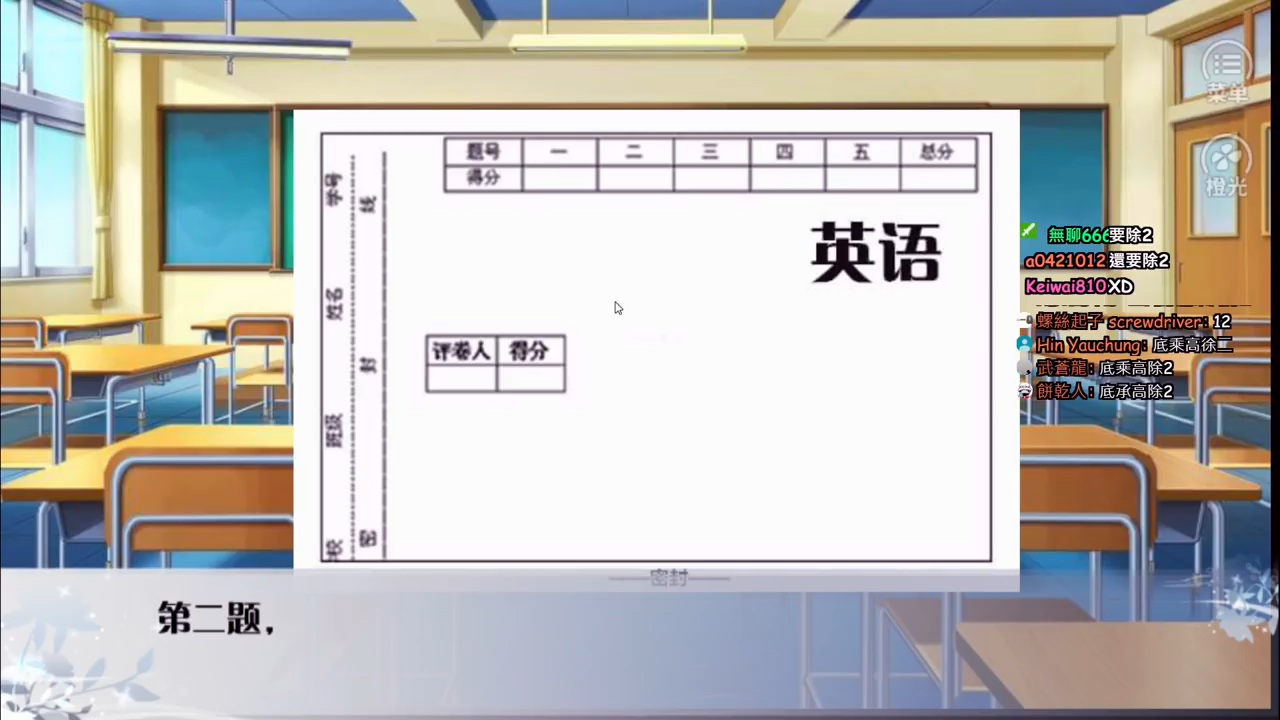 菜单
橙光
题号 一 二 三 四 五 总分
得分
学号
线
英语
姓名
评卷人 得分
封
班级
密
校
——密封——
無聊666要除2
a0421012還要除2
Keiwai810XD
螺絲起子 screwdriver: 12
Hin Yauchung: 底乘高徐二
武蒼龍: 底乘高除2
餅乾人: 底承高除2
第二题，